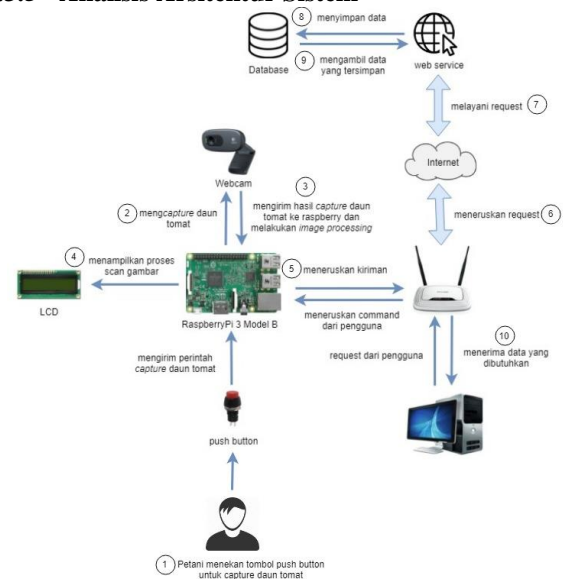 Analisis Arsitektur Sistem
8 menyimpan data
9 mengambil data
yang tersimpan
Database
web service
melayani request 7
Internet
meneruskan request 6
Webcam
2 mengcapture daun
tomat
3
mengirim hasil capture daun
tomat ke raspberry dan
melakukan image processing
4 menampilkan proses
scan gambar
LCD
RaspberryPi 3 Model B
5 meneruskan kiriman
meneruskan command
dari pengguna
mengirim perintah
capture daun tomat
request dari pengguna
10
menerima data yang
dibutuhkan
push button
1 Petani menekan tombol push button
untuk capture daun tomat